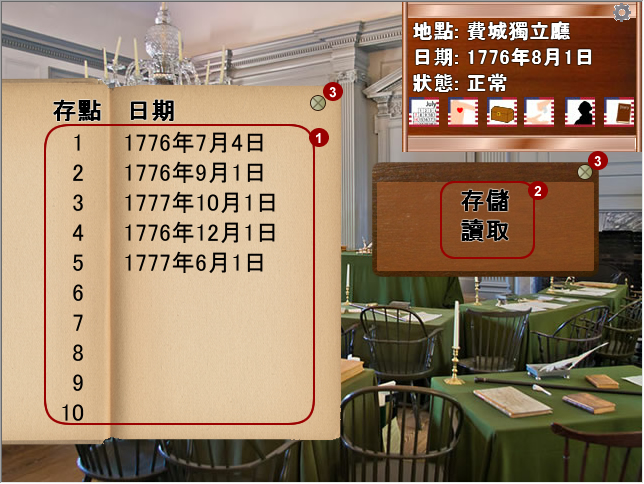 地點: 費城獨立廳
日期: 1776年8月1日
狀態: 正常
July
存點 日期
1 1776年7月4日
2 1776年9月1日
3 1777年10月1日
4 1776年12月1日
5 1777年6月1日
6
7
8
9
10
3
1
3
2
存儲
讀取